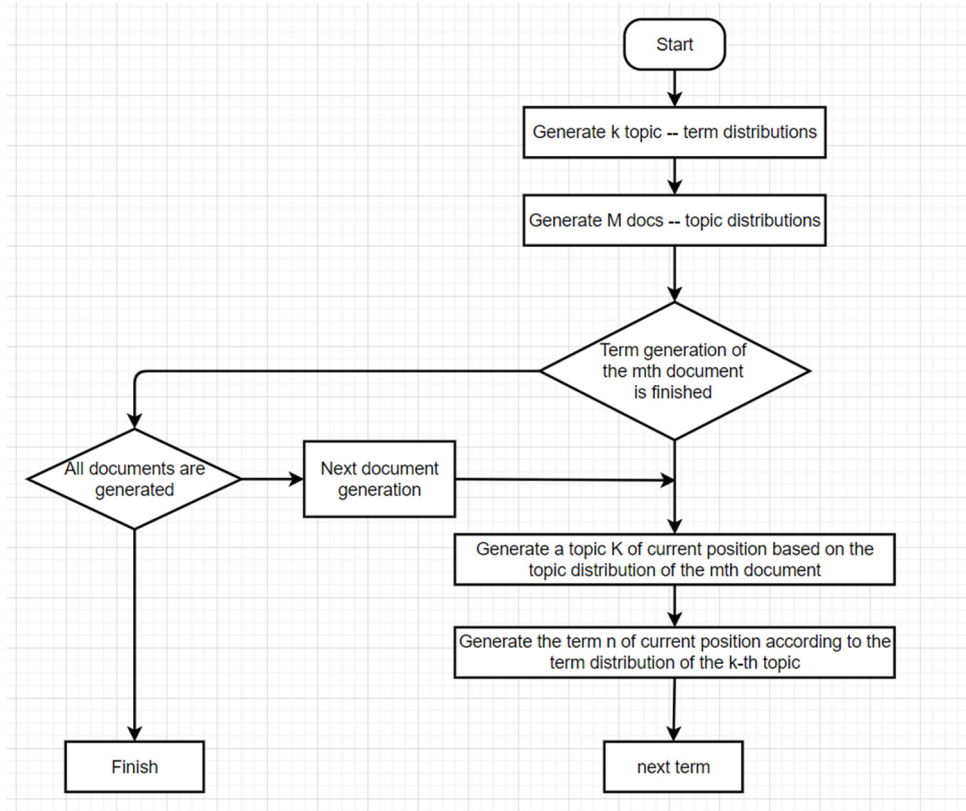 Start
Generate k topic -- term distributions
Generate M docs -- topic distributions
Term generation of
the mth document
is finished
All documents are
generated
Next document
generation
Generate a topic K of current position based on the
topic distribution of the mth document
Generate the term n of current position according to the
term distribution of the k-th topic
Finish
next term